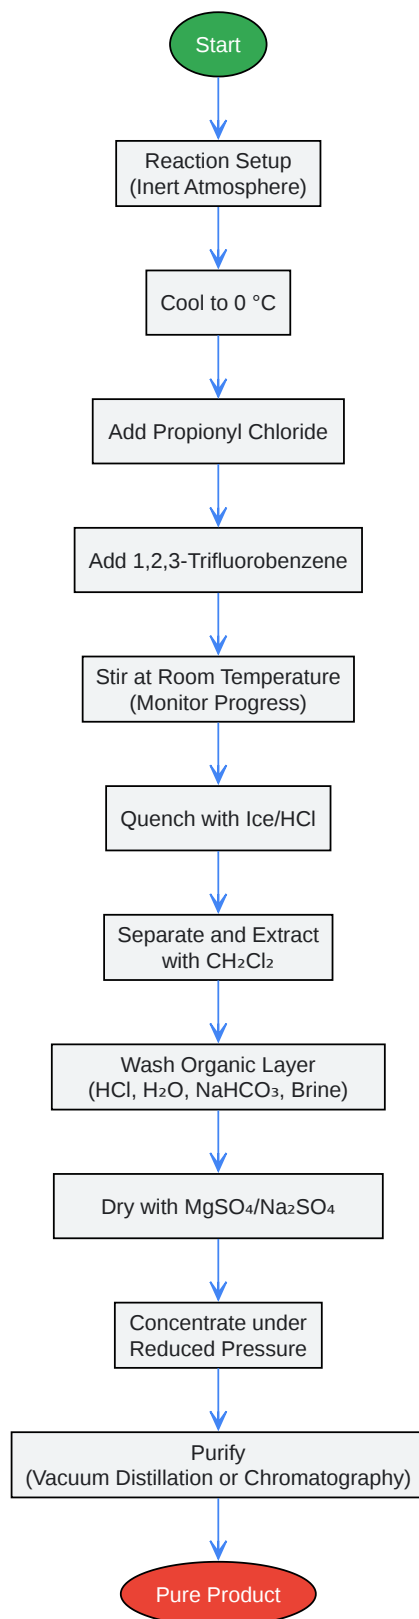 Start
Reaction Setup
(Inert Atmosphere)
Cool to 0 °C
Add Propionyl Chloride
Add 1,2,3-Trifluorobenzene
Stir at Room Temperature
(Monitor Progress)
Quench with Ice/HCl
Separate and Extract
with CH₂Cl₂
Wash Organic Layer
(HCl, H₂O, NaHCO₃, Brine)
Dry with MgSO₄/Na₂SO₄
Concentrate under
Reduced Pressure
Purify
(Vacuum Distillation or Chromatography)
Pure Product